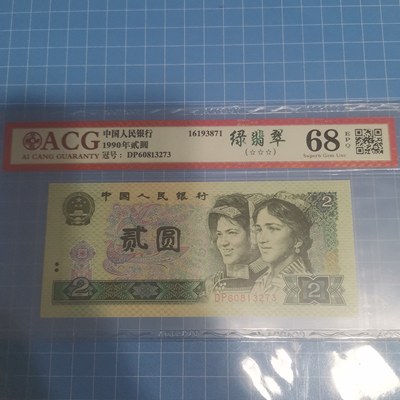 ACG
AI CANG GUARANTY
中国人民银行
1990年贰圆
冠号: DP60813273
16193871
绿翡翠
(☆☆☆)
68
EPQ
Superb Gem Unc
中国人民银行
贰圆
2
2
2
DP60813273